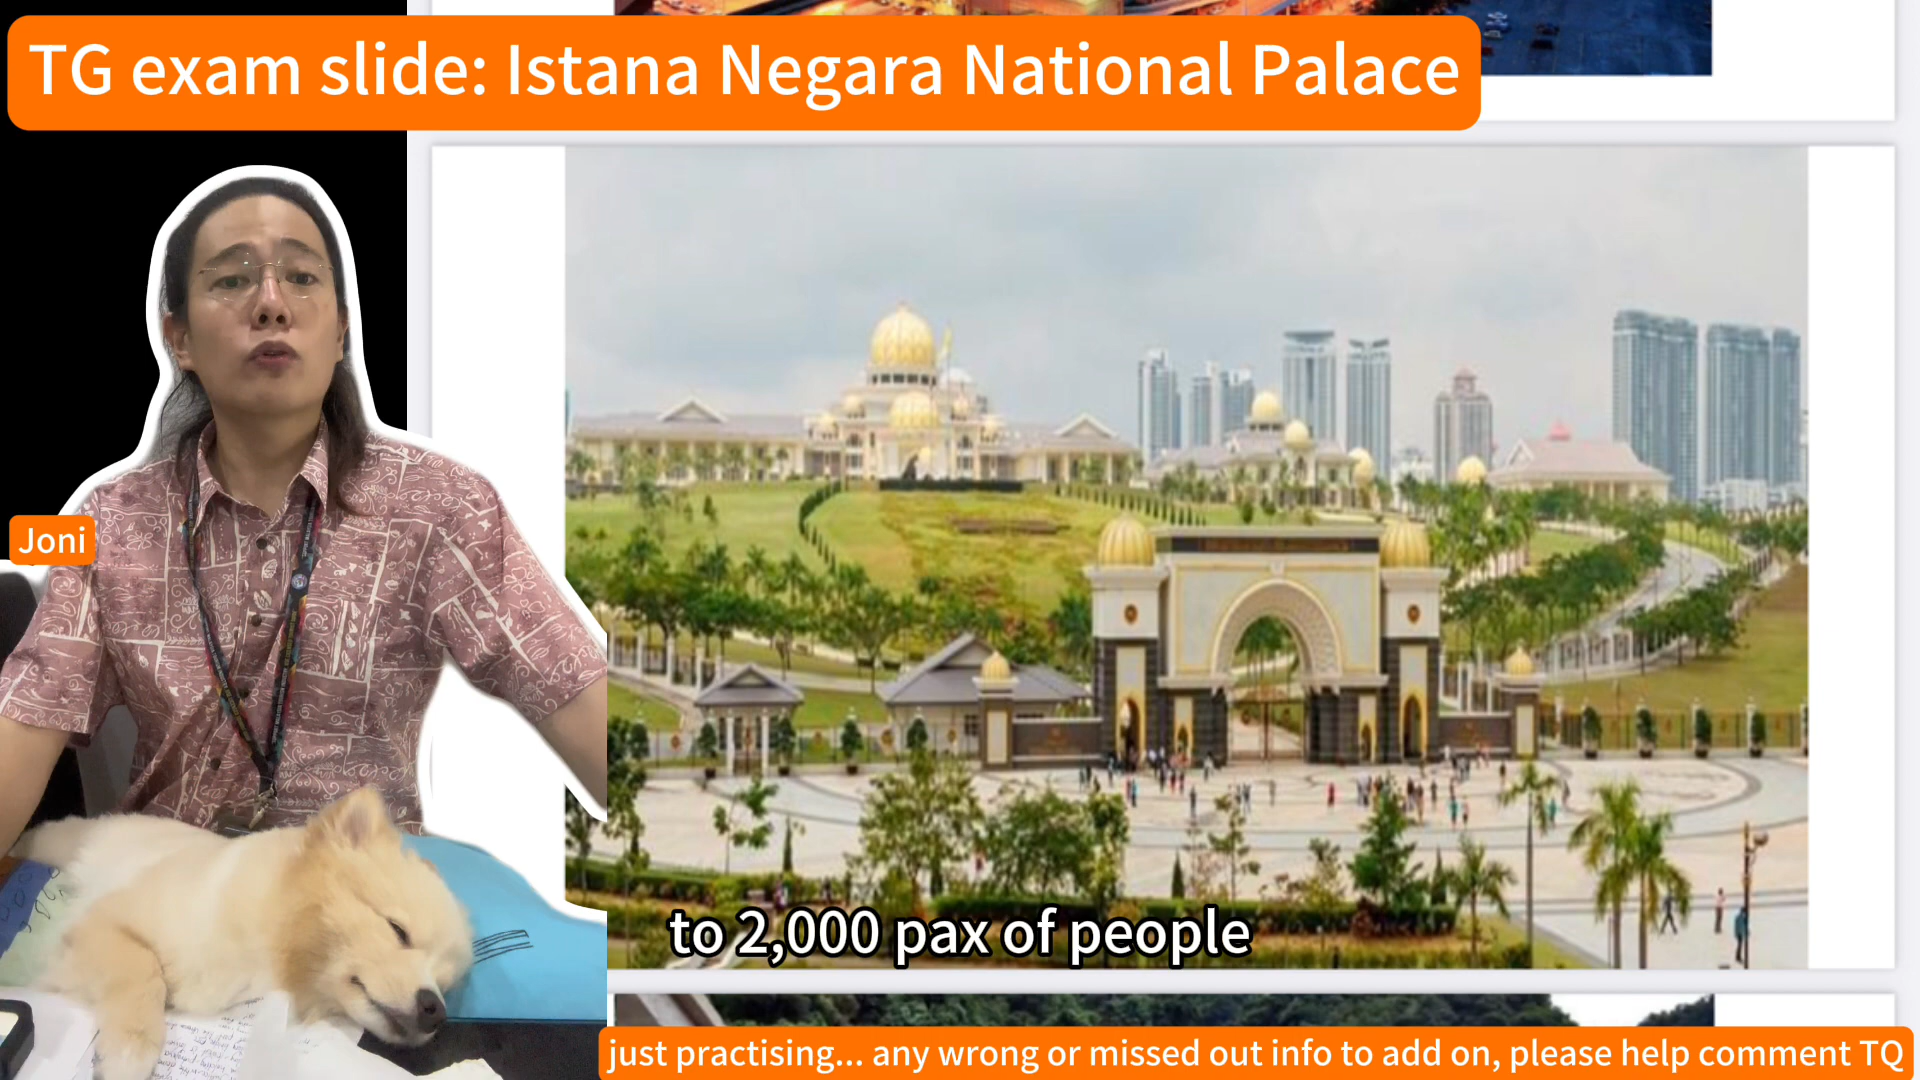 TG exam slide: Istana Negara National Palace
Joni
to 2,000 pax of people
just practising... any wrong or missed out info to add on, please help comment TQ